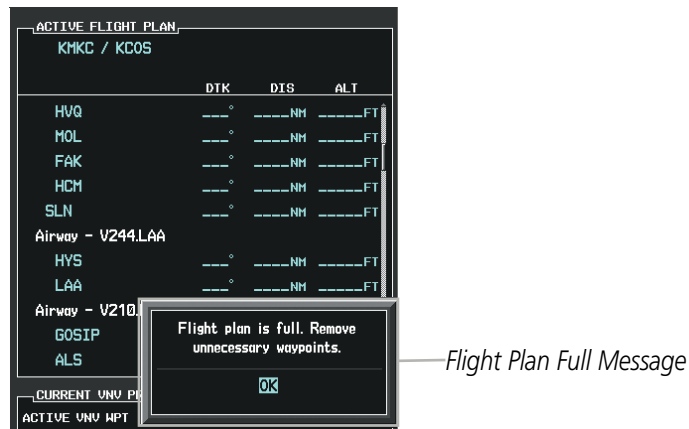 ACTIVE FLIGHT PLAN
KMKC / KCOS
DTK DIS ALT
HVQ ___° ____NM _____FT
MOL ___° ____NM _____FT
FAK ___° ____NM _____FT
HCM ___° ____NM _____FT
SLN ___° ____NM _____FT
Airway - V244.LAA
HYS ___° ____NM _____FT
LAA ___° ____NM _____FT
Airway - V210.
GOSIP
ALS
Flight plan is full. Remove
unnecessary waypoints.
OK
Flight Plan Full Message
CURRENT VNV
ACTIVE VNV WPT